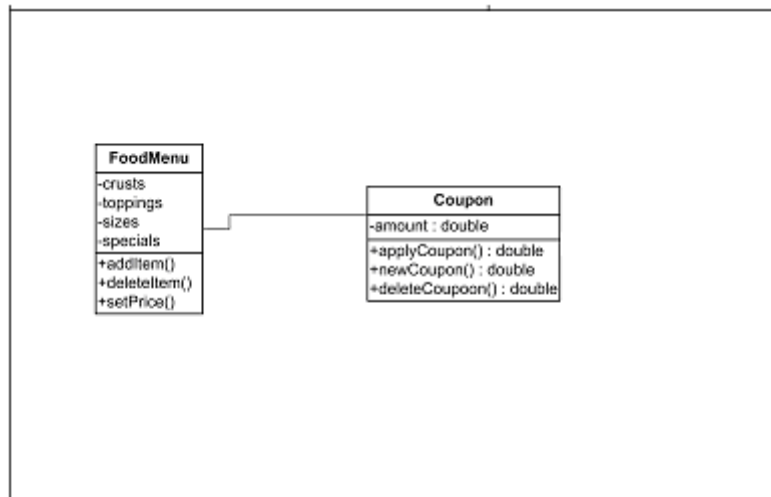 FoodMenu
-crusts
-toppings
-sizes
-specials
+addItem()
+deleteItem()
+setPrice()
Coupon
-amount : double
+applyCoupon() : double
+newCoupon() : double
+deleteCoupoon() : double